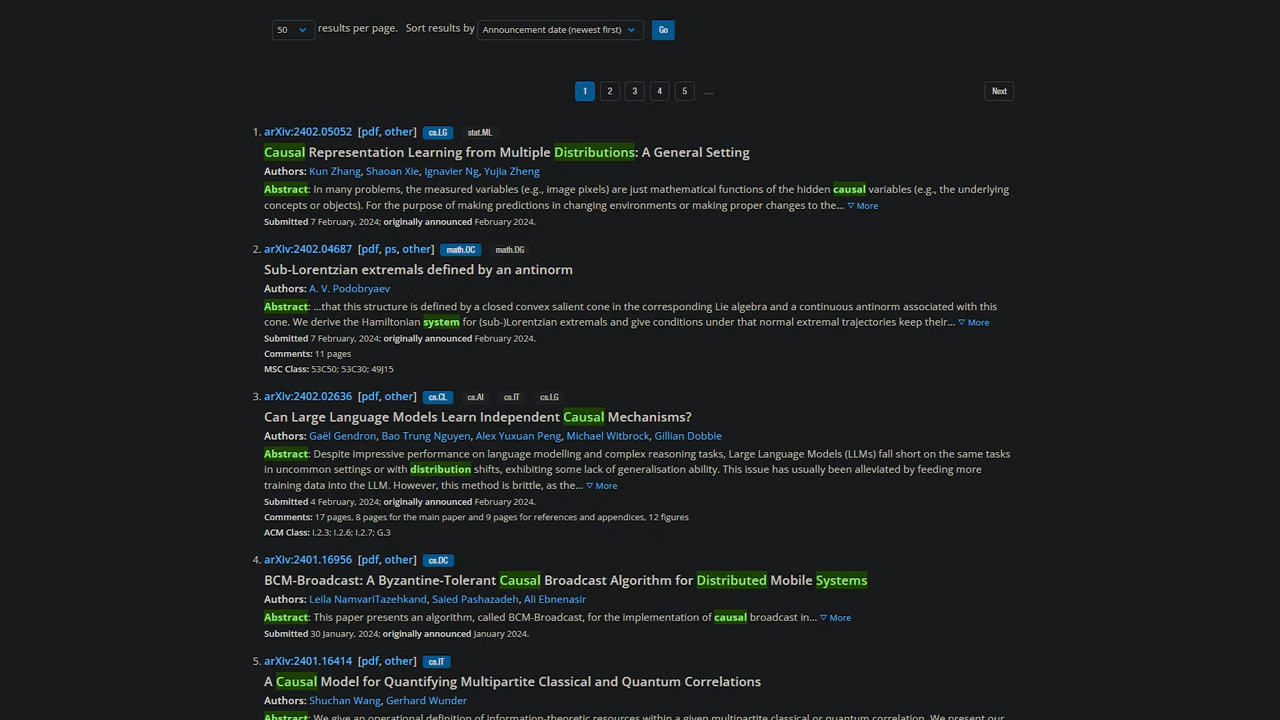 50 results per page. Sort results by Announcement date (newest first) Go
1 2 3 4 5 … Next
1. arXiv:2402.05052 [pdf, other] cs.LG stat.ML
Causal Representation Learning from Multiple Distributions: A General Setting
Authors: Kun Zhang, Shaoan Xie, Ignavier Ng, Yujia Zheng
Abstract: In many problems, the measured variables (e.g., image pixels) are just mathematical functions of the hidden causal variables (e.g., the underlying
concepts or objects). For the purpose of making predictions in changing environments or making proper changes to the… ▽ More
Submitted 7 February, 2024; originally announced February 2024.
2. arXiv:2402.04687 [pdf, ps, other] math.OC math.DG
Sub-Lorentzian extremals defined by an antinorm
Authors: A. V. Podobryaev
Abstract: …that this structure is defined by a closed convex salient cone in the corresponding Lie algebra and a continuous antinorm associated with this
cone. We derive the Hamiltonian system for (sub-)Lorentzian extremals and give conditions under that normal extremal trajectories keep their… ▽ More
Submitted 7 February, 2024; originally announced February 2024.
Comments: 11 pages
MSC Class: 53C50; 53C30; 49J15
3. arXiv:2402.02636 [pdf, other] cs.CL cs.AI cs.IT cs.LG
Can Large Language Models Learn Independent Causal Mechanisms?
Authors: Gaël Gendron, Bao Trung Nguyen, Alex Yuxuan Peng, Michael Witbrock, Gillian Dobbie
Abstract: Despite impressive performance on language modelling and complex reasoning tasks, Large Language Models (LLMs) fall short on the same tasks
in uncommon settings or with distribution shifts, exhibiting some lack of generalisation ability. This issue has usually been alleviated by feeding more
training data into the LLM. However, this method is brittle, as the… ▽ More
Submitted 4 February, 2024; originally announced February 2024.
Comments: 17 pages, 8 pages for the main paper and 9 pages for references and appendices, 12 figures
ACM Class: I.2.3; I.2.6; I.2.7; G.3
4. arXiv:2401.16956 [pdf, other] cs.DC
BCM-Broadcast: A Byzantine-Tolerant Causal Broadcast Algorithm for Distributed Mobile Systems
Authors: Leila NamvariTazehkand, Saied Pashazadeh, Ali Ebnenasir
Abstract: This paper presents an algorithm, called BCM-Broadcast, for the implementation of causal broadcast in… ▽ More
Submitted 30 January, 2024; originally announced January 2024.
5. arXiv:2401.16414 [pdf, other] cs.IT
A Causal Model for Quantifying Multipartite Classical and Quantum Correlations
Authors: Shuchan Wang, Gerhard Wunder
Abstract: We give an operational definition of information-theoretic resources within a given multipartite classical or quantum correlation. We present our